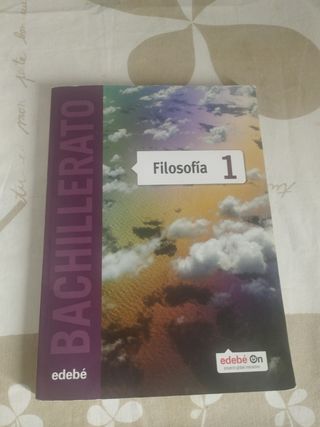 BACHILLERATO
Filosofía 1
edebé
edebé On